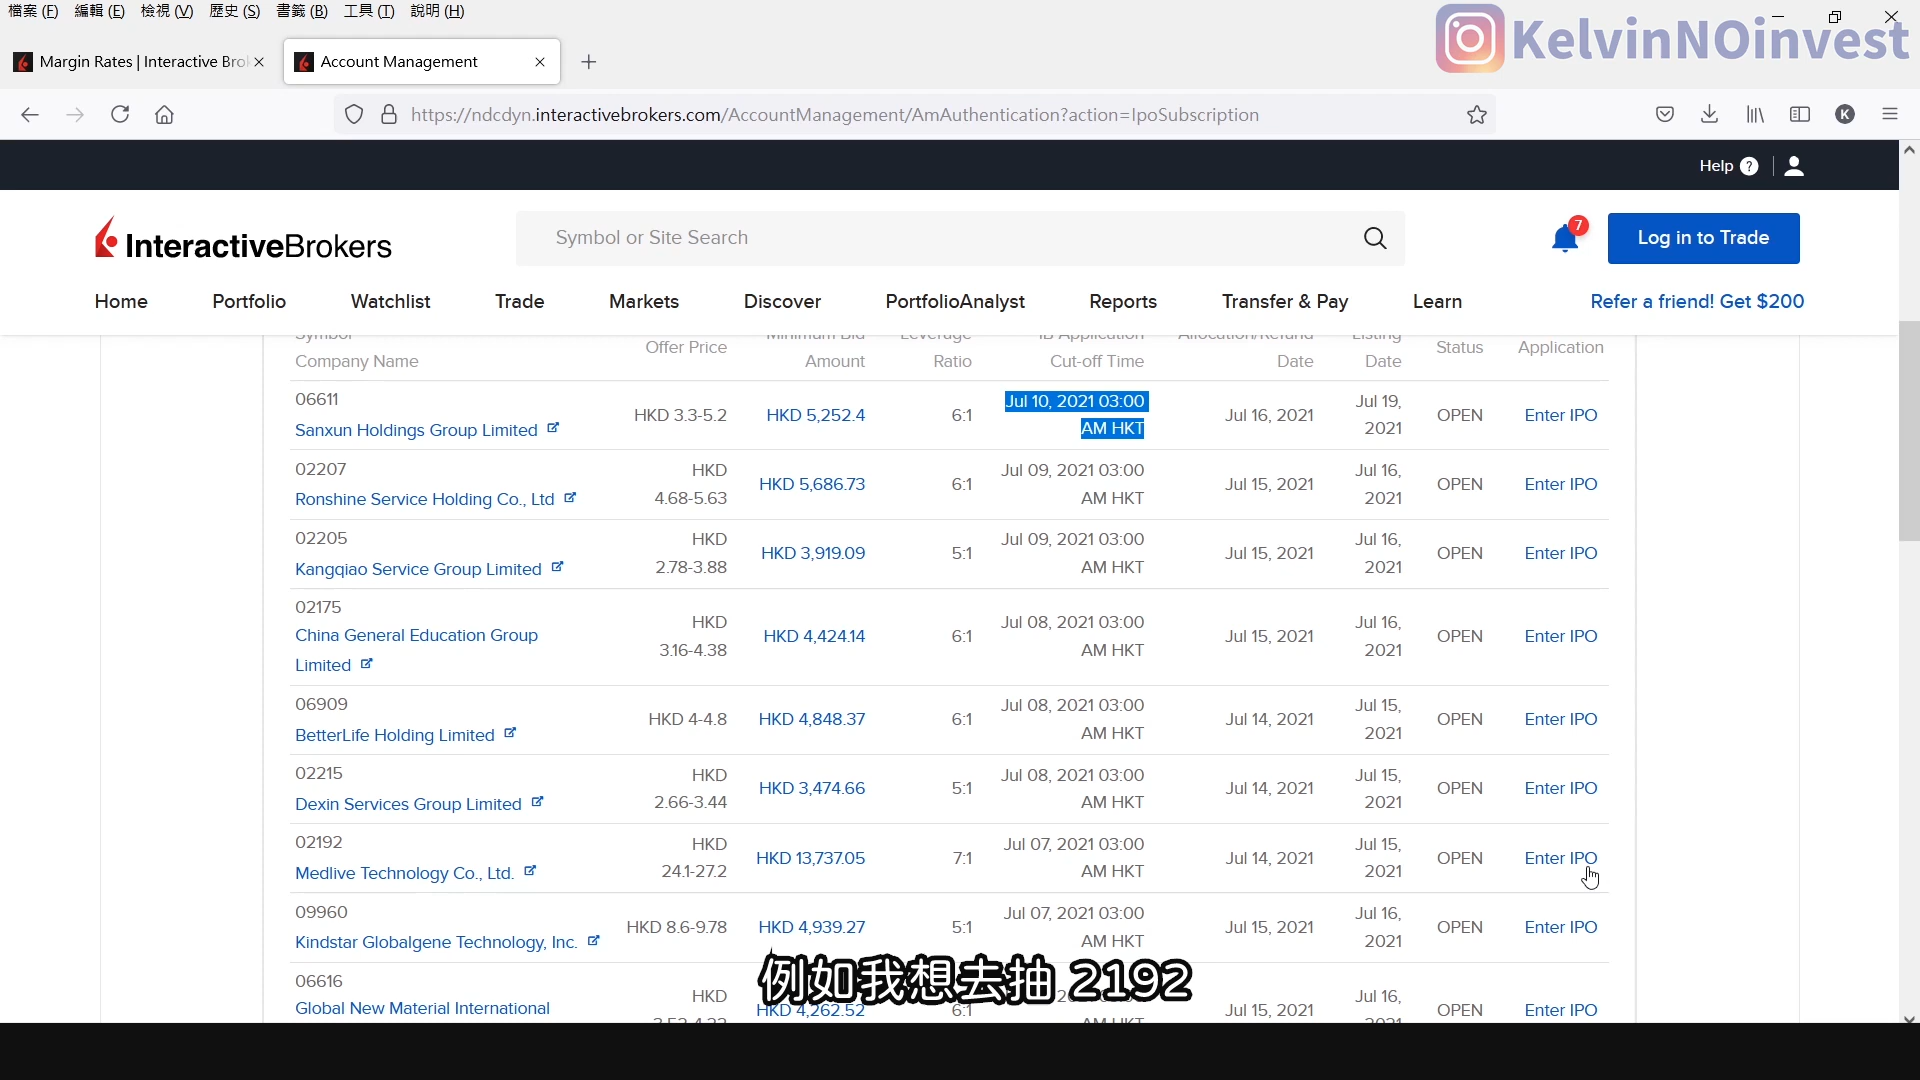 檔案 (F) 編輯 (E) 檢視 (V) 歷史 (S) 書籤 (B) 工具 (T) 說明 (H)
KelvinNOinvest
Margin Rates | Interactive Bro
Account Management
https://ndcdyn.interactivebrokers.com/AccountManagement/AmAuthentication?action=IpoSubscription
K
Help ?
InteractiveBrokers
Symbol or Site Search
7
Log in to Trade
Home Portfolio Watchlist Trade Markets Discover PortfolioAnalyst Reports Transfer & Pay Learn Refer a friend! Get $200
Symbol
Company Name
Offer Price
Minimum Bid
Amount
Leverage
Ratio
IB Application
Cut-off Time
Allocation/Refund
Date
Listing
Date
Status
Application
06611
Sanxun Holdings Group Limited
HKD 3.3-5.2
HKD 5,252.4
6:1
Jul 10, 2021 03:00
AM HKT
Jul 16, 2021
Jul 19,
2021
OPEN
Enter IPO
02207
Ronshine Service Holding Co., Ltd
HKD
4.68-5.63
HKD 5,686.73
6:1
Jul 09, 2021 03:00
AM HKT
Jul 15, 2021
Jul 16,
2021
OPEN
Enter IPO
02205
Kangqiao Service Group Limited
HKD
2.78-3.88
HKD 3,919.09
5:1
Jul 09, 2021 03:00
AM HKT
Jul 15, 2021
Jul 16,
2021
OPEN
Enter IPO
02175
China General Education Group
Limited
HKD
3.16-4.38
HKD 4,424.14
6:1
Jul 08, 2021 03:00
AM HKT
Jul 15, 2021
Jul 16,
2021
OPEN
Enter IPO
06909
BetterLife Holding Limited
HKD 4-4.8
HKD 4,848.37
6:1
Jul 08, 2021 03:00
AM HKT
Jul 14, 2021
Jul 15,
2021
OPEN
Enter IPO
02215
Dexin Services Group Limited
HKD
2.66-3.44
HKD 3,474.66
5:1
Jul 08, 2021 03:00
AM HKT
Jul 14, 2021
Jul 15,
2021
OPEN
Enter IPO
02192
Medlive Technology Co., Ltd.
HKD
24.1-27.2
HKD 13,737.05
7:1
Jul 07, 2021 03:00
AM HKT
Jul 14, 2021
Jul 15,
2021
OPEN
Enter IPO
09960
Kindstar Globalgene Technology, Inc.
HKD 8.6-9.78
HKD 4,939.27
5:1
Jul 07, 2021 03:00
AM HKT
Jul 15, 2021
Jul 16,
2021
OPEN
Enter IPO
06616
Global New Material International
HKD
HKD 4,262.52
6:1
AM HKT
Jul 15, 2021
Jul 16,
2021
OPEN
Enter IPO
例如我想去抽 2192